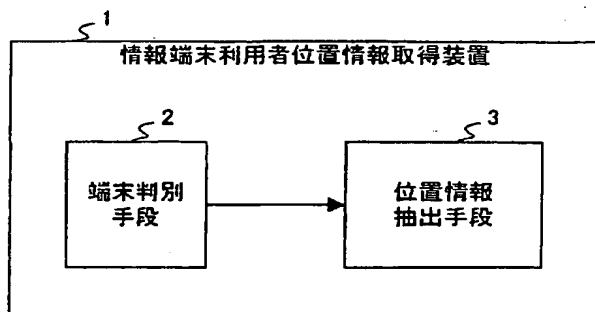 1
情報端末利用者位置情報取得装置
2
3
端末判別
手段
位置情報
抽出手段